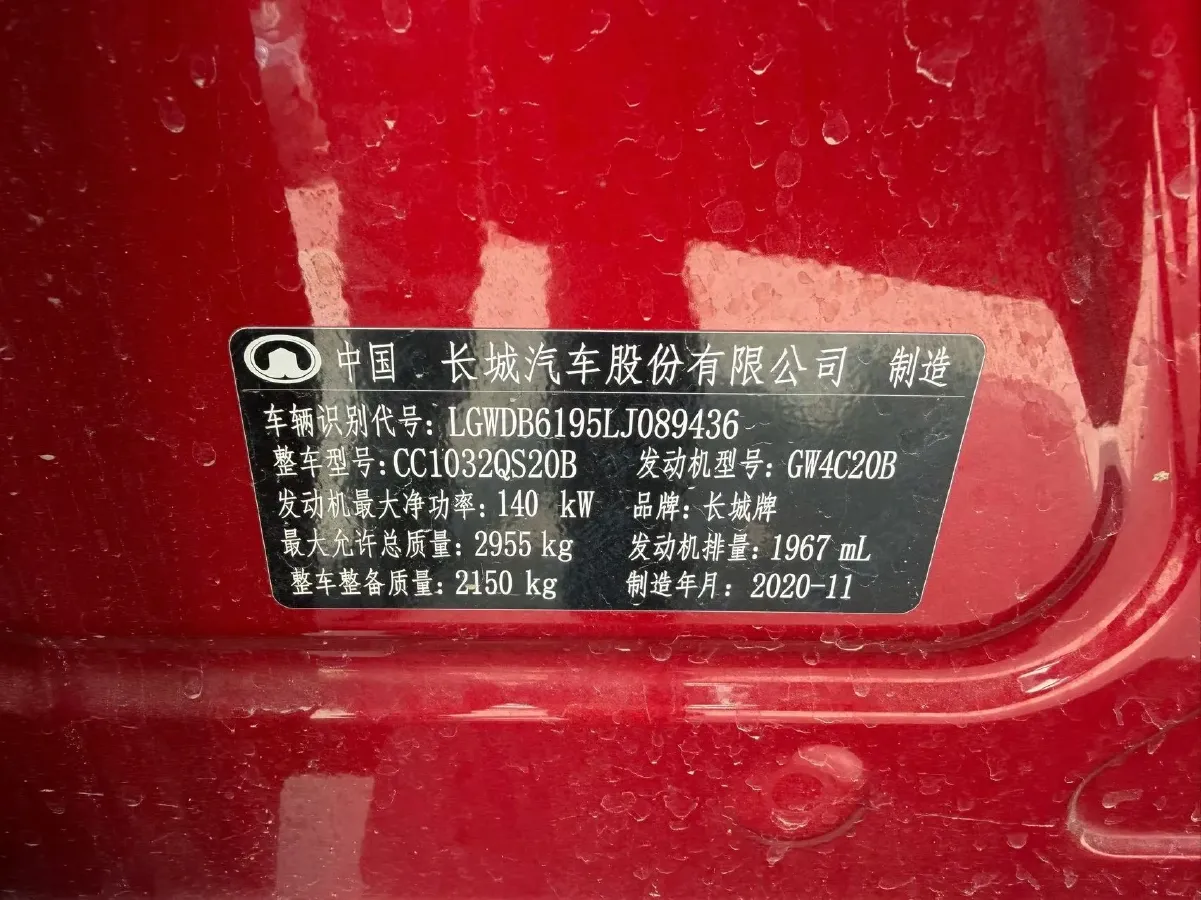 中国 长城汽车股份有限公司 制造
车辆识别代号：LGWDB6195LJ089436
整车型号：CC1032QS20B 发动机型号：GW4C20B
发动机最大净功率：140 kW 品牌：长城牌
最大允许总质量：2955 kg 发动机排量：1967 mL
整车整备质量：2150 kg 制造年月：2020-11